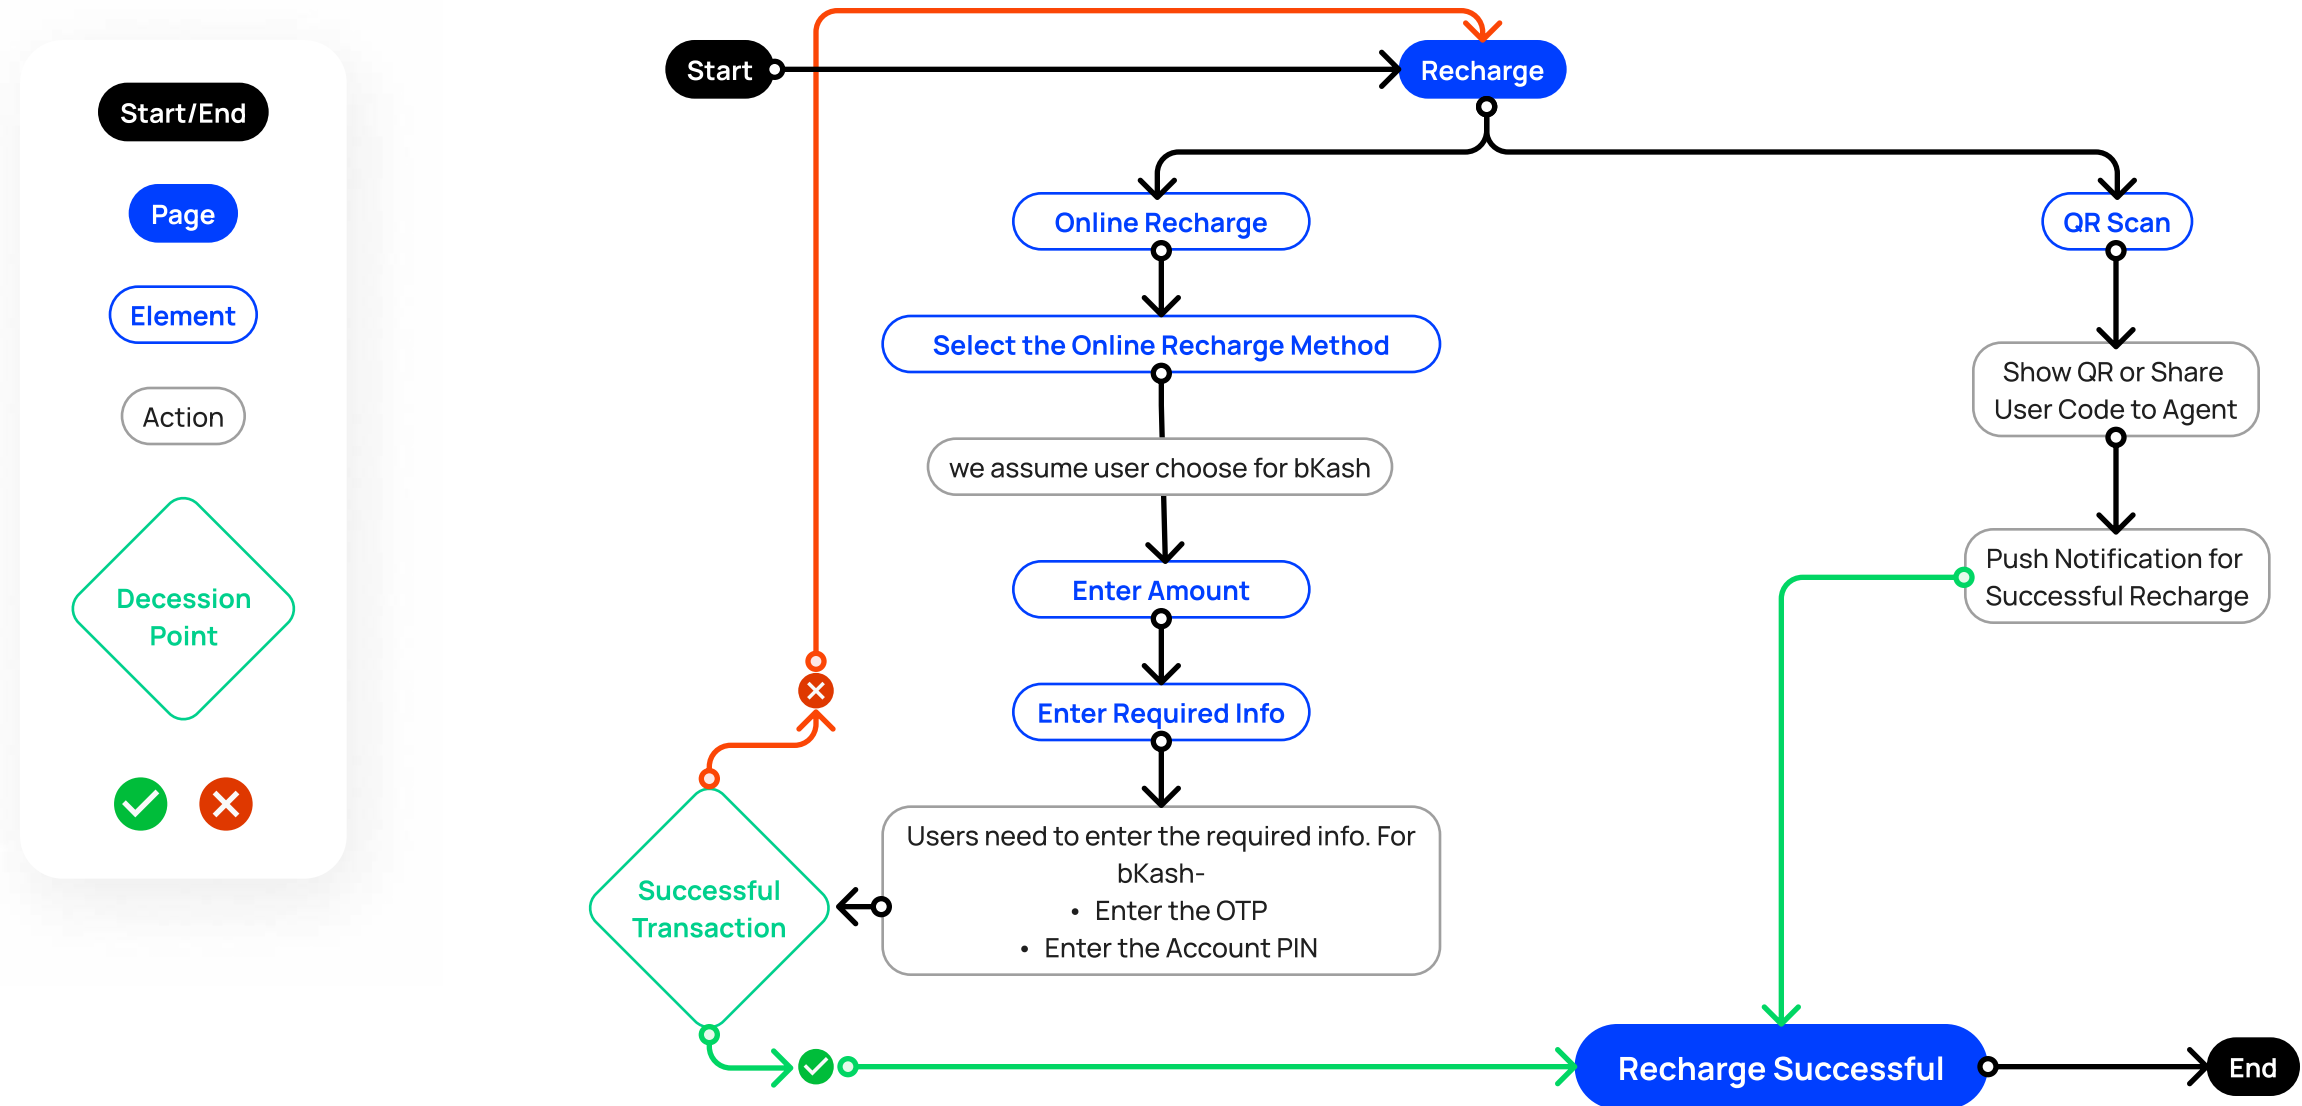 Start/End
Page
Element
Action
Decession
Point
Start
Recharge
Online Recharge
QR Scan
Select the Online Recharge Method
Show QR or Share
User Code to Agent
we assume user choose for bKash
Push Notification for
Successful Recharge
Enter Amount
Enter Required Info
Users need to enter the required info. For
bKash-
• Enter the OTP
• Enter the Account PIN
Successful
Transaction
Recharge Successful
End